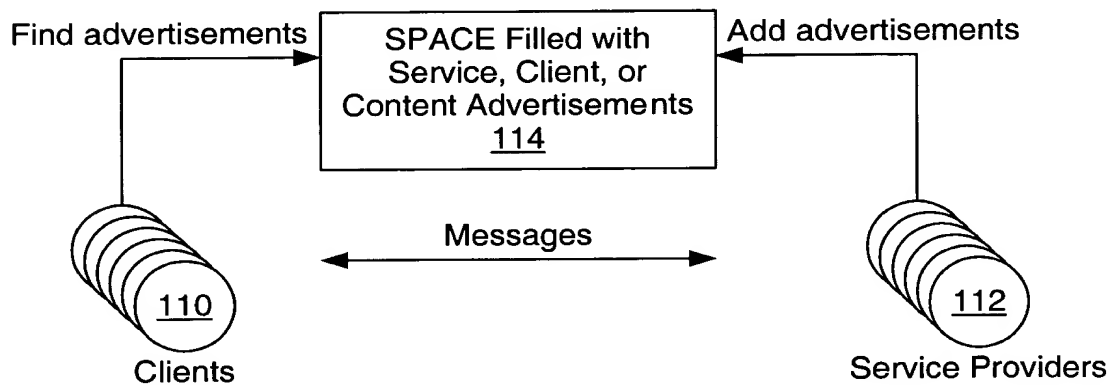 Find advertisements
SPACE Filled with
Service, Client, or
Content Advertisements
114
Add advertisements
Messages
110
Clients
112
Service Providers